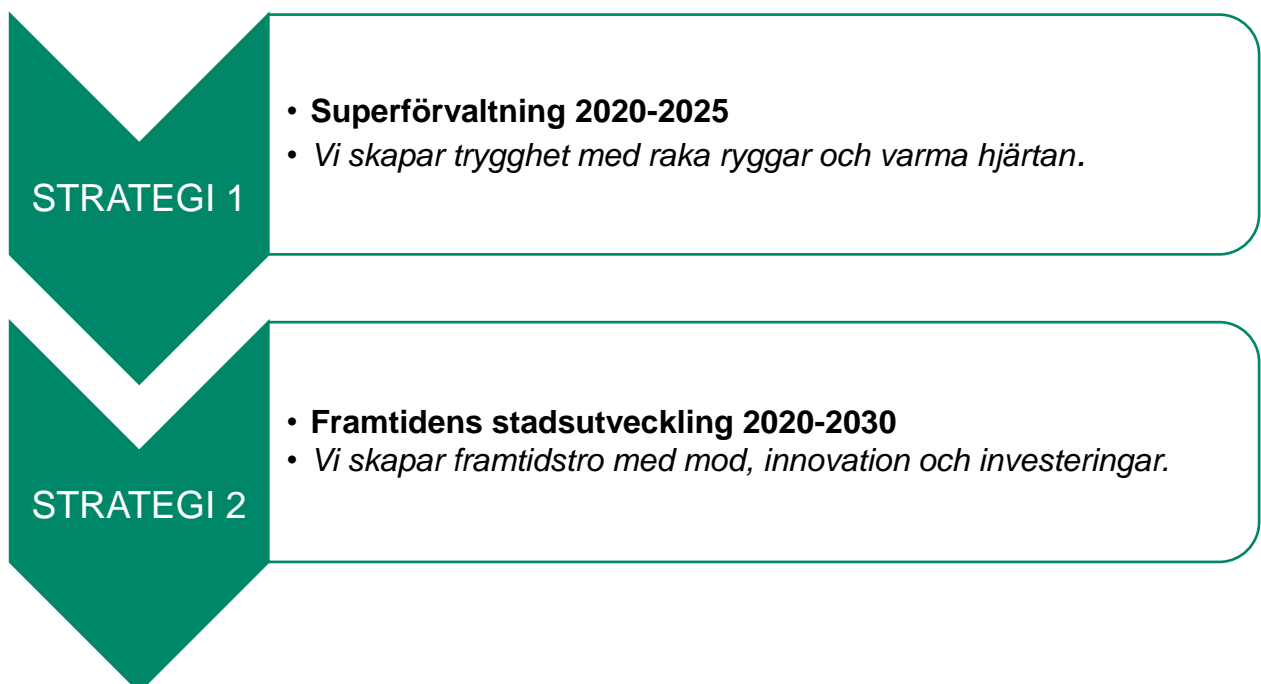 STRATEGI 1
• Superförvaltning 2020-2025
• Vi skapar trygghet med raka ryggar och varma hjärtan.
STRATEGI 2
• Framtidens stadsutveckling 2020-2030
• Vi skapar framtidstro med mod, innovation och investeringar.